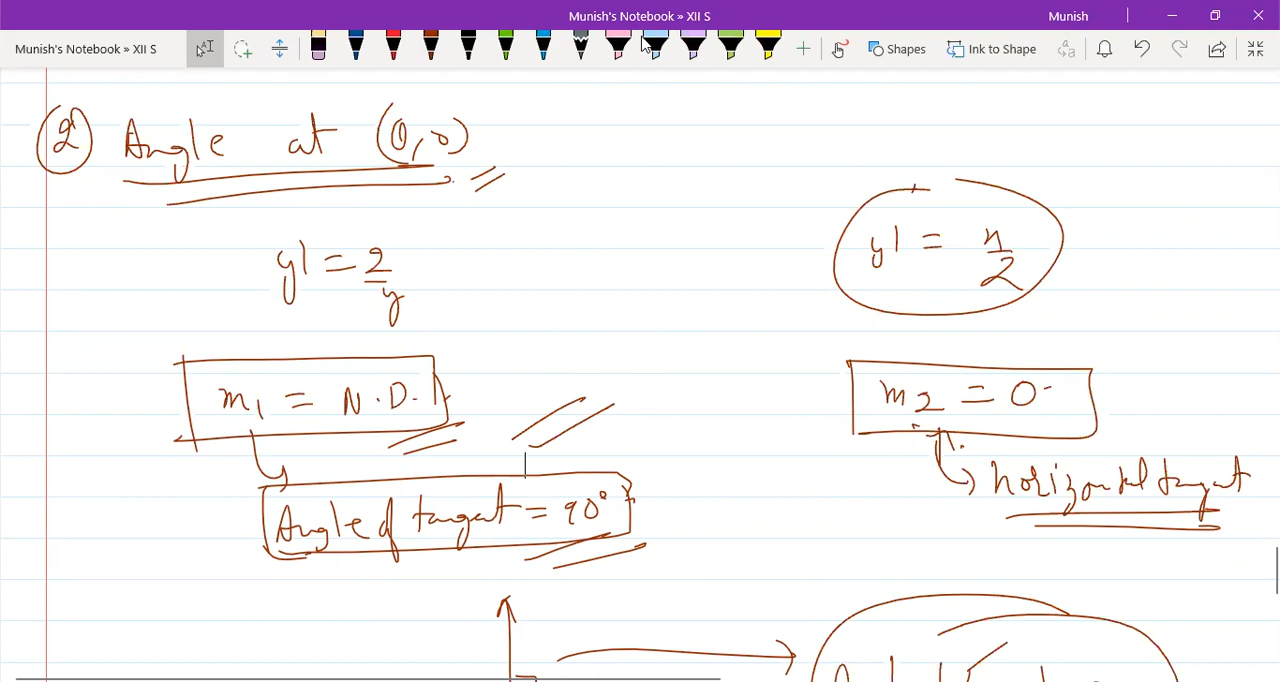 Munish's Notebook » XII S
Munish
Munish's Notebook » XII S
Shapes
Ink to Shape
② Angle at (0,0)
y| = 2/y
y| = x/2
m1 = N.D.
m2 = 0
horizontal tangent
Angle of tangent = 90°